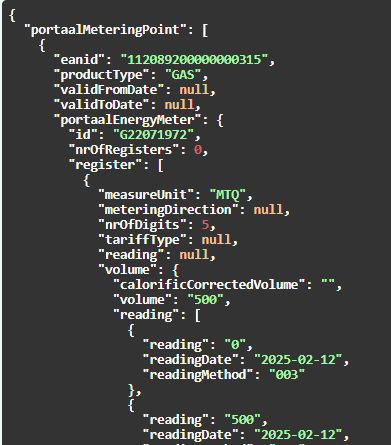 {
"portaalMeteringPoint": [
{
"eanid": "112089200000000315",
"productType": "GAS",
"validFromDate": null,
"validToDate": null,
"portaalEnergyMeter": {
"id": "G22071972",
"nrOfRegisters": 0,
"register": [
{
"measureUnit": "MTQ",
"meteringDirection": null,
"nrOfDigits": 5,
"tariffType": null,
"reading": null,
"volume": {
"calorificCorrectedVolume": "",
"volume": "500",
"reading": [
{
"reading": "0",
"readingDate": "2025-02-12",
"readingMethod": "003"
},
{
"reading": "500",
"readingDate": "2025-02-12",